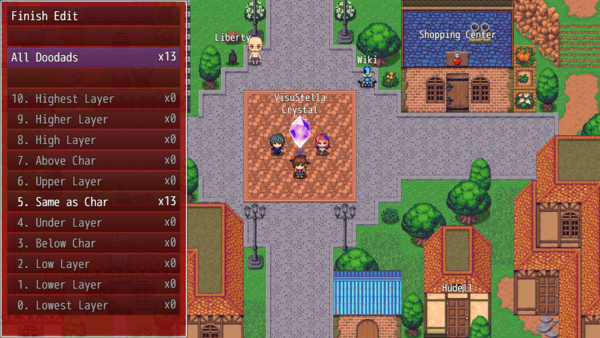 Finish Edit
All Doodads x13
10. Highest Layer x0
9. Higher Layer x0
8. High Layer x0
7. Above Char x0
6. Upper Layer x0
5. Same as Char x13
4. Under Layer x0
3. Below Char x0
2. Low Layer x0
1. Lower Layer x0
0. Lowest Layer x0
Liberty
Wiki
Shopping Center
VisuStella
Crystal
Hudell